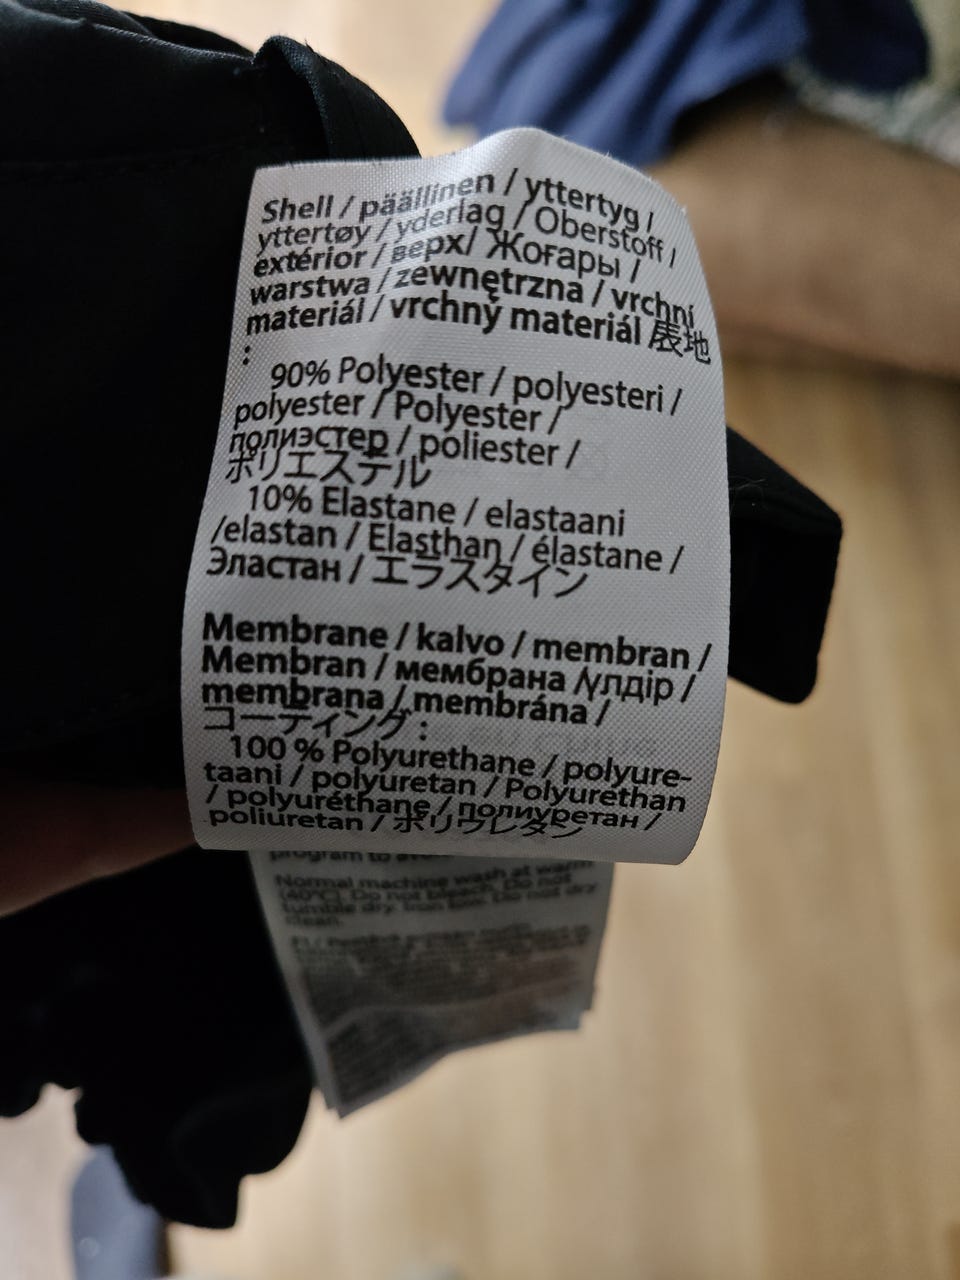 Shell / päällinen / yttertyg /
yttertøy / yderlag / Oberstoff /
extérior / верх/ Жоғары /
warstwa / zewnętrzna / vrchní
materiál / vrchný materiál 表地
:
90% Polyester / polyesteri /
polyester / Polyester /
полиэстер / poliester /
ポリエステル
10% Elastane / elastaani
/elastan / Elasthan / élastane /
Эластан / エラスタイン
Membrane / kalvo / membran /
Membran / мембрана /үлдір /
membrana / membrána /
コーティング :
100 % Polyurethane / polyure-
taani / polyuretan / Polyurethan
/ polyuréthane / полиуретан /
poliuretan / ポリウレタン
program to
Normal machine wash at warm
(40°C). Do not bleach. Do not
tumble dry. Iron low. Do not dry
clean.